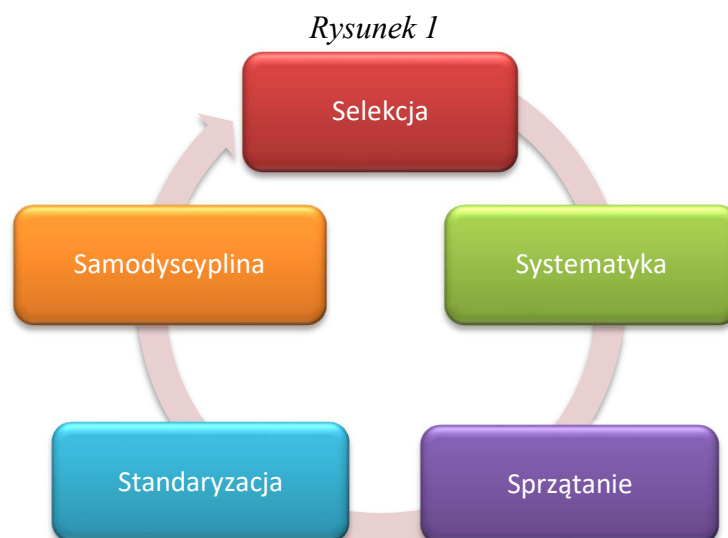 Rysunek 1
Selekcja
Systematyka
Sprzątanie
Standaryzacja
Samodyscyplina